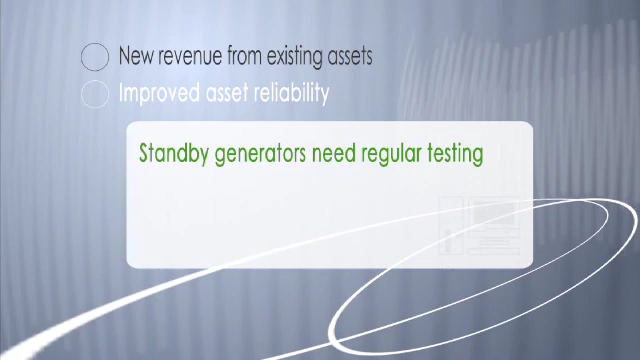 New revenue from existing assets
Improved asset reliability
Standby generators need regular testing